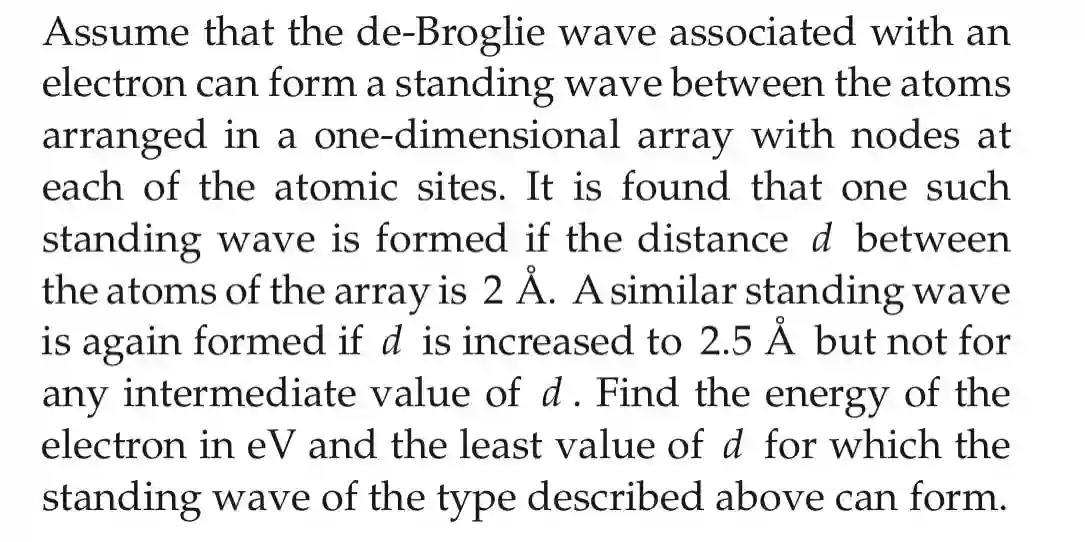 Assume that the de-Broglie wave associated with an
electron can form a standing wave between the atoms
arranged in a one-dimensional array with nodes at
each of the atomic sites. It is found that one such
standing wave is formed if the distance d between
the atoms of the array is 2 Å. A similar standing wave
is again formed if d is increased to 2.5 Å but not for
any intermediate value of d. Find the energy of the
electron in eV and the least value of d for which the
standing wave of the type described above can form.